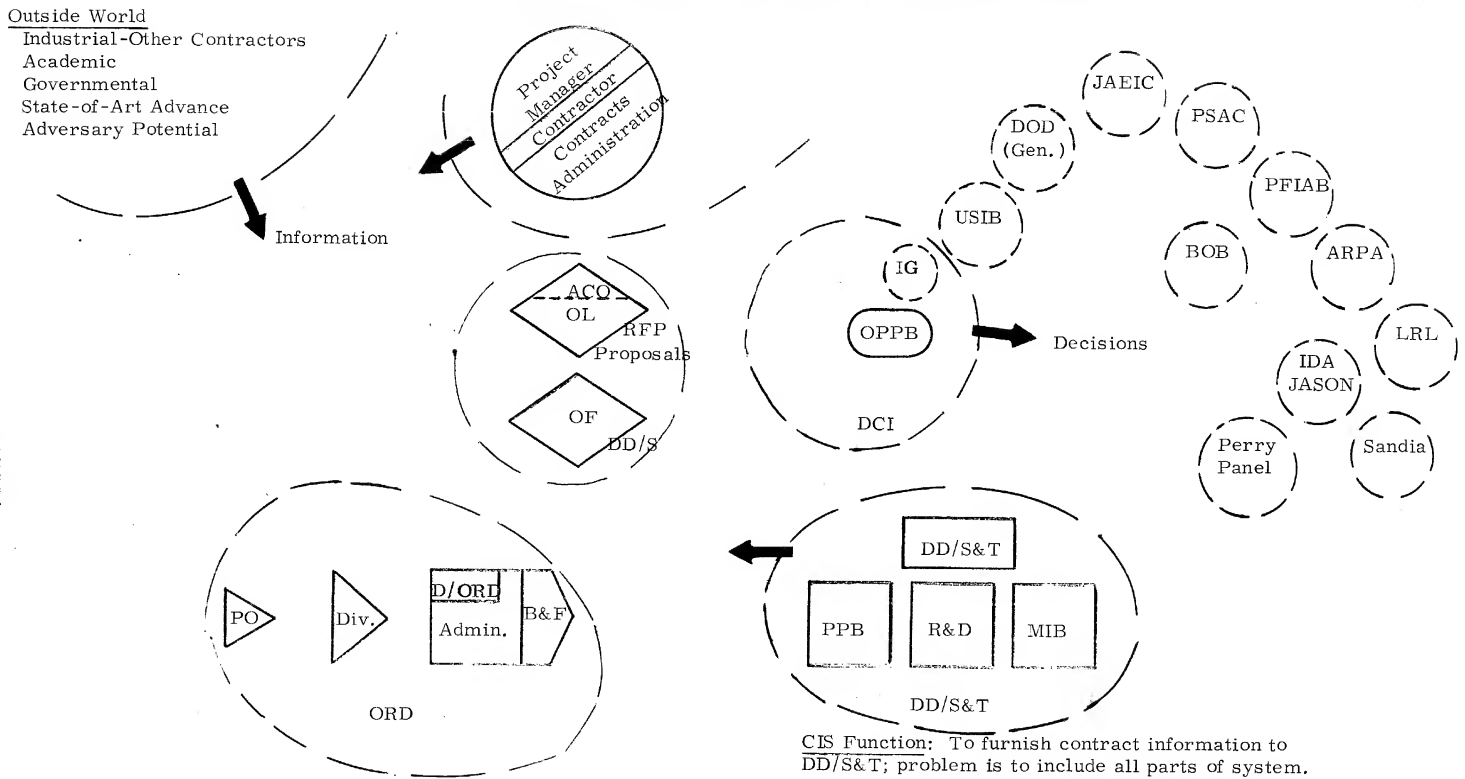 Outside World
Industrial-Other Contractors
Academic
Governmental
State-of-Art Advance
Adversary Potential
Information
Project
Manager
Contractor
Contracts
Administration
ACO
OL
RFP
Proposals
OF
DD/S
JAEIC
PSAC
DOD
(Gen.)
PFIAB
USIB
BOB
ARPA
IG
OPPB
Decisions
LRL
IDA
JASON
DCI
Perry
Panel
Sandia
PO
Div.
D/ORD
Admin.
B&F
ORD
DD/S&T
PPB
R&D
MIB
DD/S&T
CIS Function: To furnish contract information to
DD/S&T; problem is to include all parts of system.